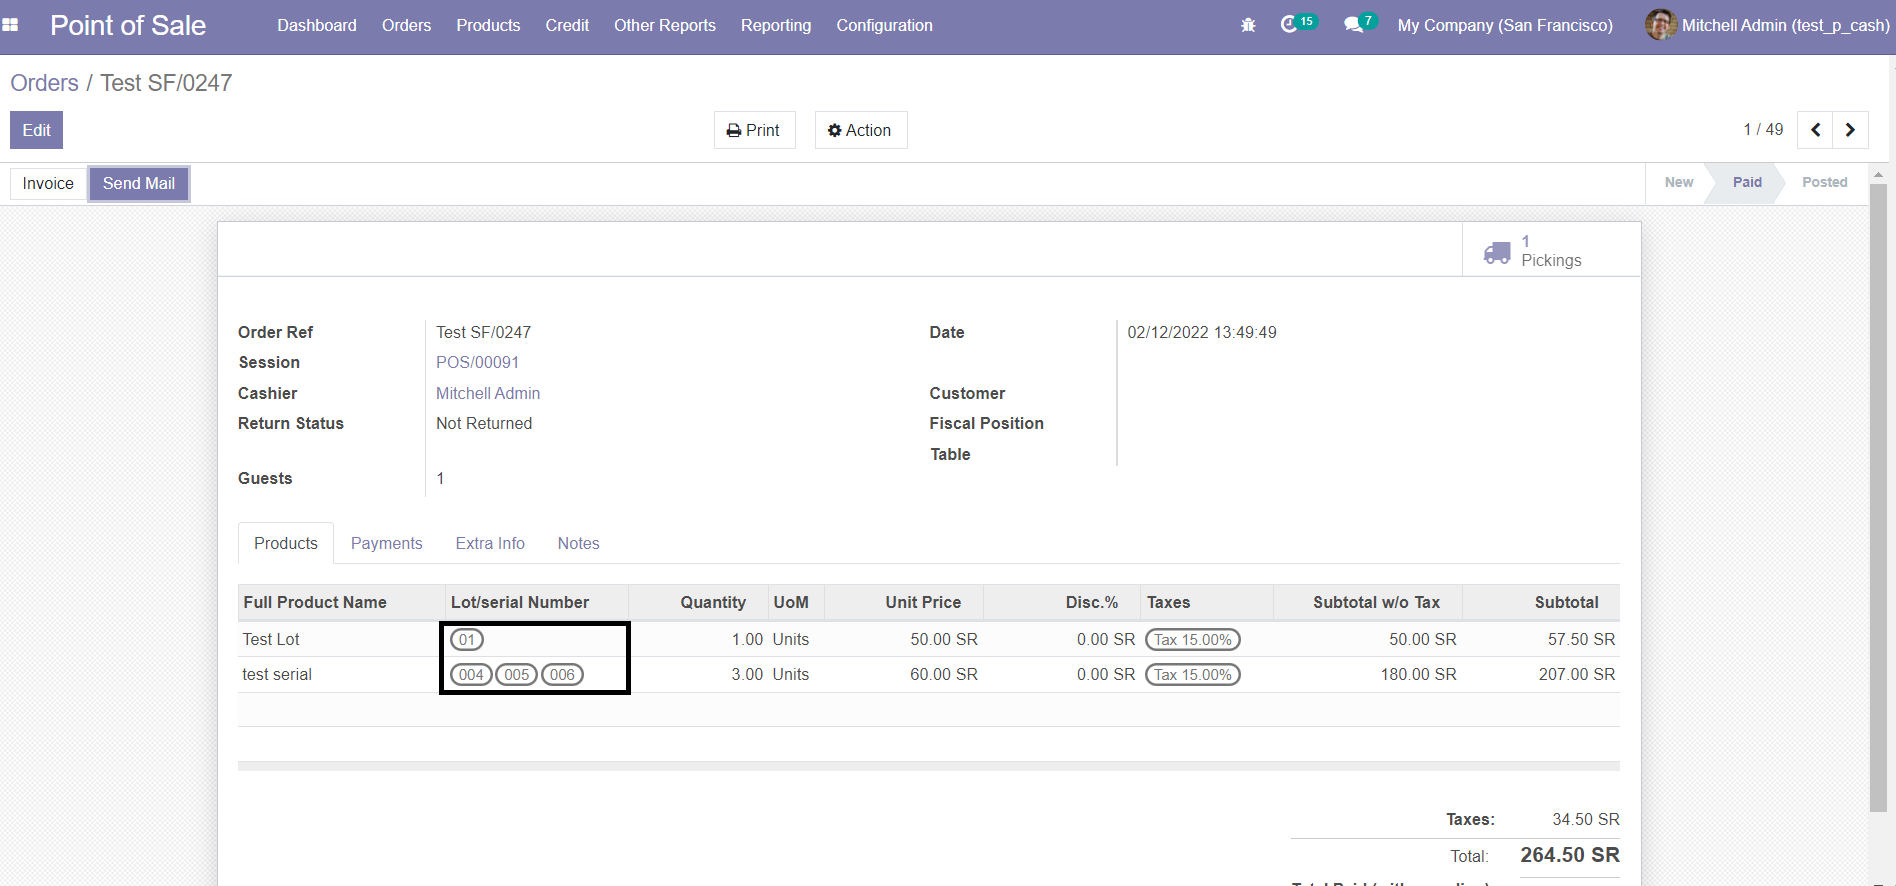 Point of Sale Dashboard Orders Products Credit Other Reports Reporting Configuration 15 7 My Company (San Francisco) Mitchell Admin (test_p_cash)
Orders / Test SF/0247
Edit Print Action 1 / 49
Invoice Send Mail New Paid Posted
1
Pickings
Order Ref Test SF/0247 Date 02/12/2022 13:49:49
Session POS/00091
Cashier Mitchell Admin Customer
Return Status Not Returned Fiscal Position
Table
Guests 1
Products Payments Extra Info Notes
Full Product Name Lot/serial Number Quantity UoM Unit Price Disc.% Taxes Subtotal w/o Tax Subtotal
Test Lot 01 1.00 Units 50.00 SR 0.00 SR Tax 15.00% 50.00 SR 57.50 SR
test serial 004 005 006 3.00 Units 60.00 SR 0.00 SR Tax 15.00% 180.00 SR 207.00 SR
Taxes: 34.50 SR
Total: 264.50 SR